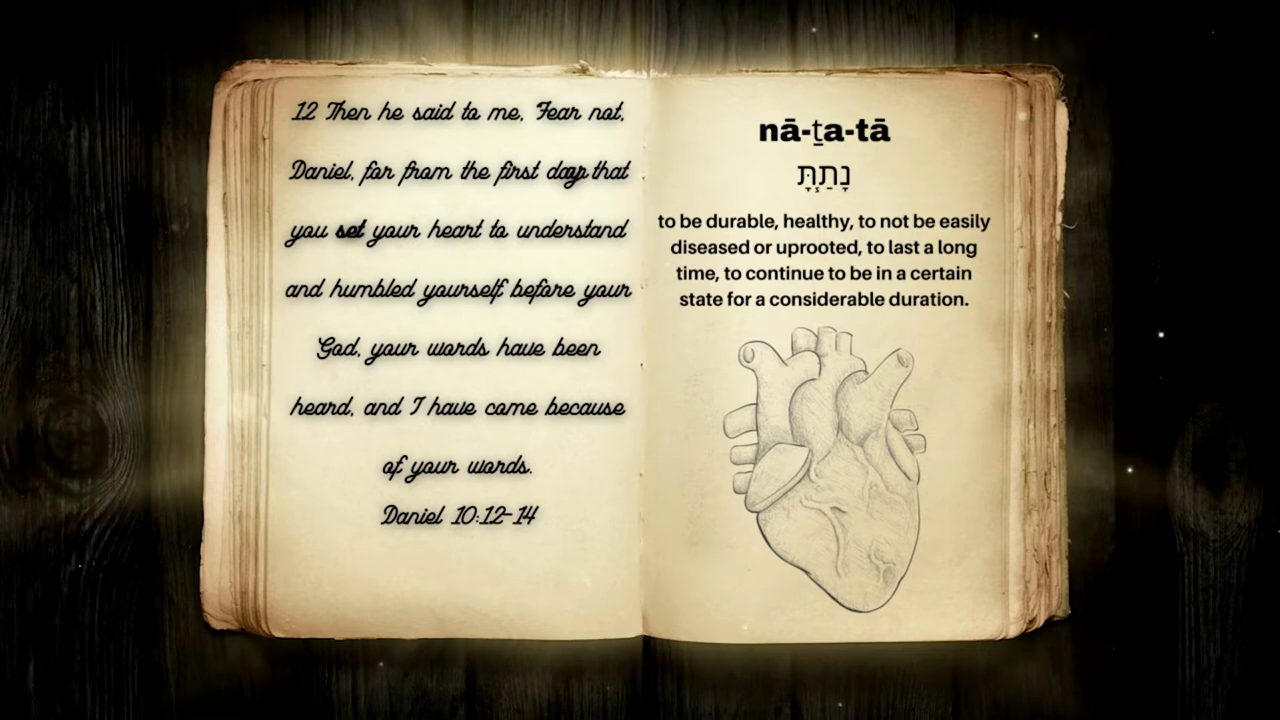 12 Then he said to me, Fear not,
Daniel, for from the first day that
you set your heart to understand
and humbled yourself before your
God, your words have been
heard, and I have come because
of your words.
Daniel 10:12-14
nā-ṯa-tā
נָתַתָּ֧
to be durable, healthy, to not be easily
diseased or uprooted, to last a long
time, to continue to be in a certain
state for a considerable duration.